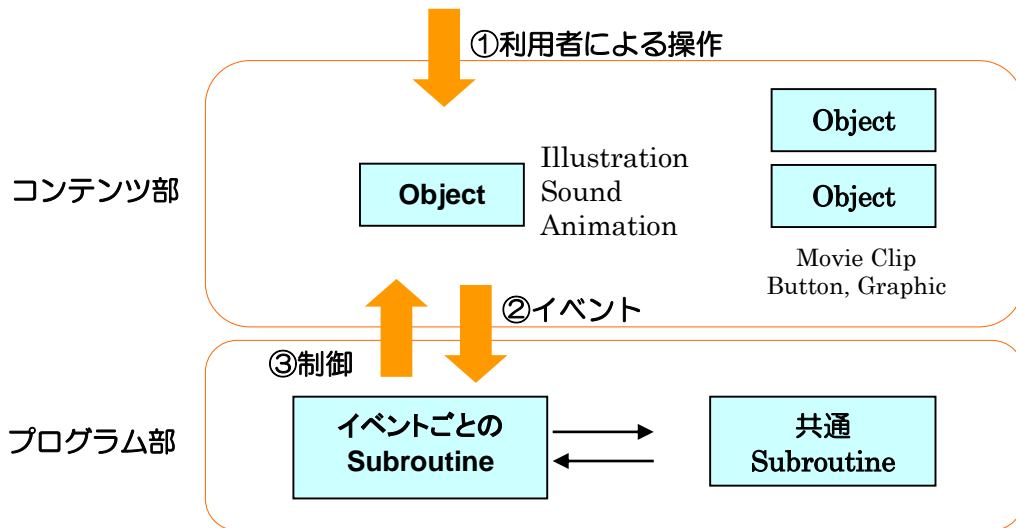 ①利用者による操作
コンテンツ部
Object
Illustration
Sound
Animation
Object
Object
Movie Clip
Button, Graphic
②イベント
③制御
プログラム部
イベントごとの
Subroutine
共通
Subroutine